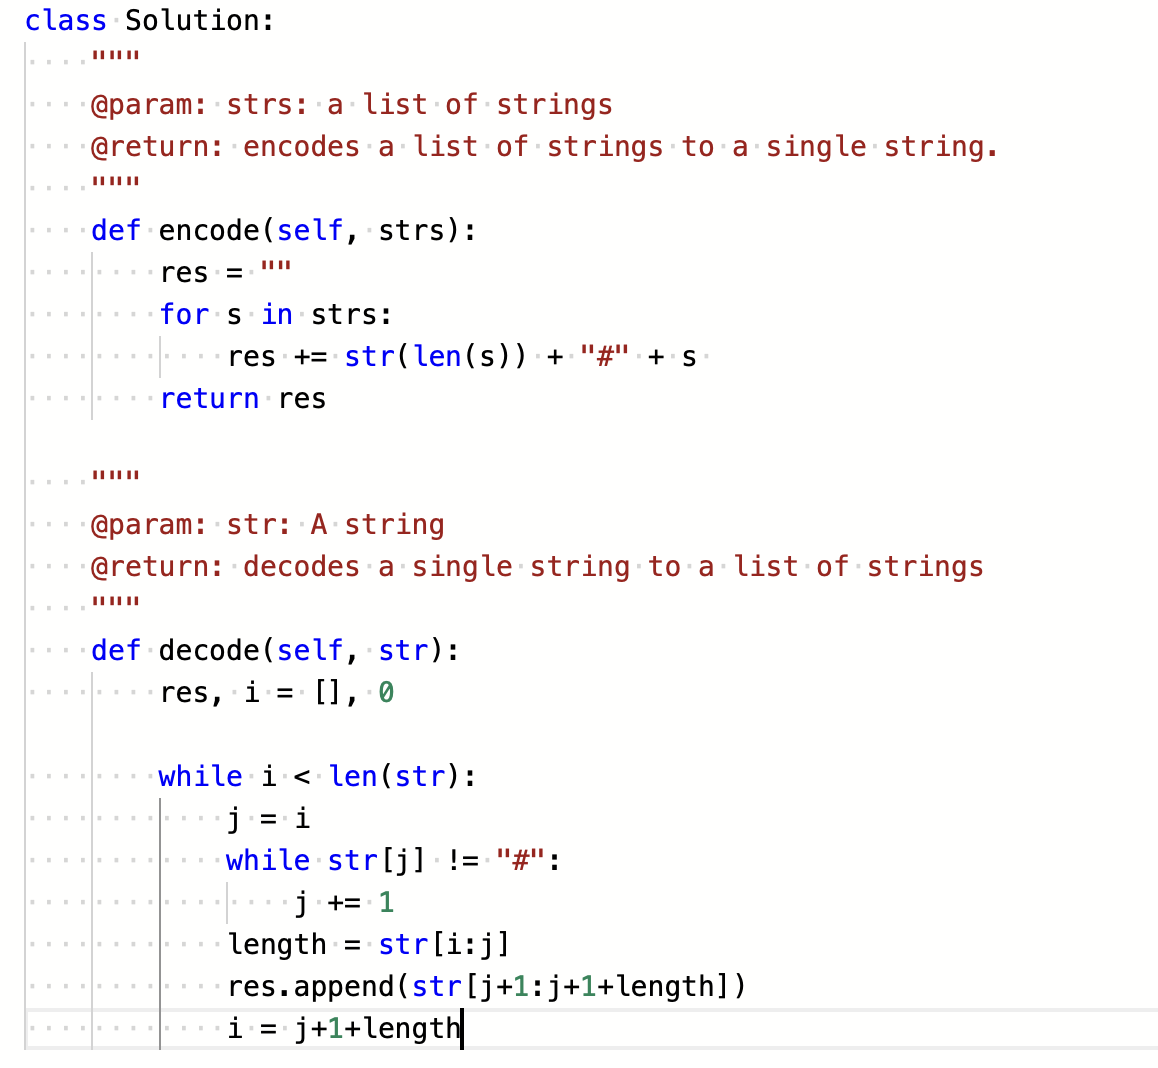 class Solution:
    """
    @param: strs: a list of strings
    @return: encodes a list of strings to a single string.
    """
    def encode(self, strs):
        res = ""
        for s in strs:
            res += str(len(s)) + "#" + s
        return res

    """
    @param: str: A string
    @return: decodes a single string to a list of strings
    """
    def decode(self, str):
        res, i = [], 0

        while i < len(str):
            j = i
            while str[j] != "#":
                j += 1
            length = str[i:j]
            res.append(str[j+1:j+1+length])
            i = j+1+length